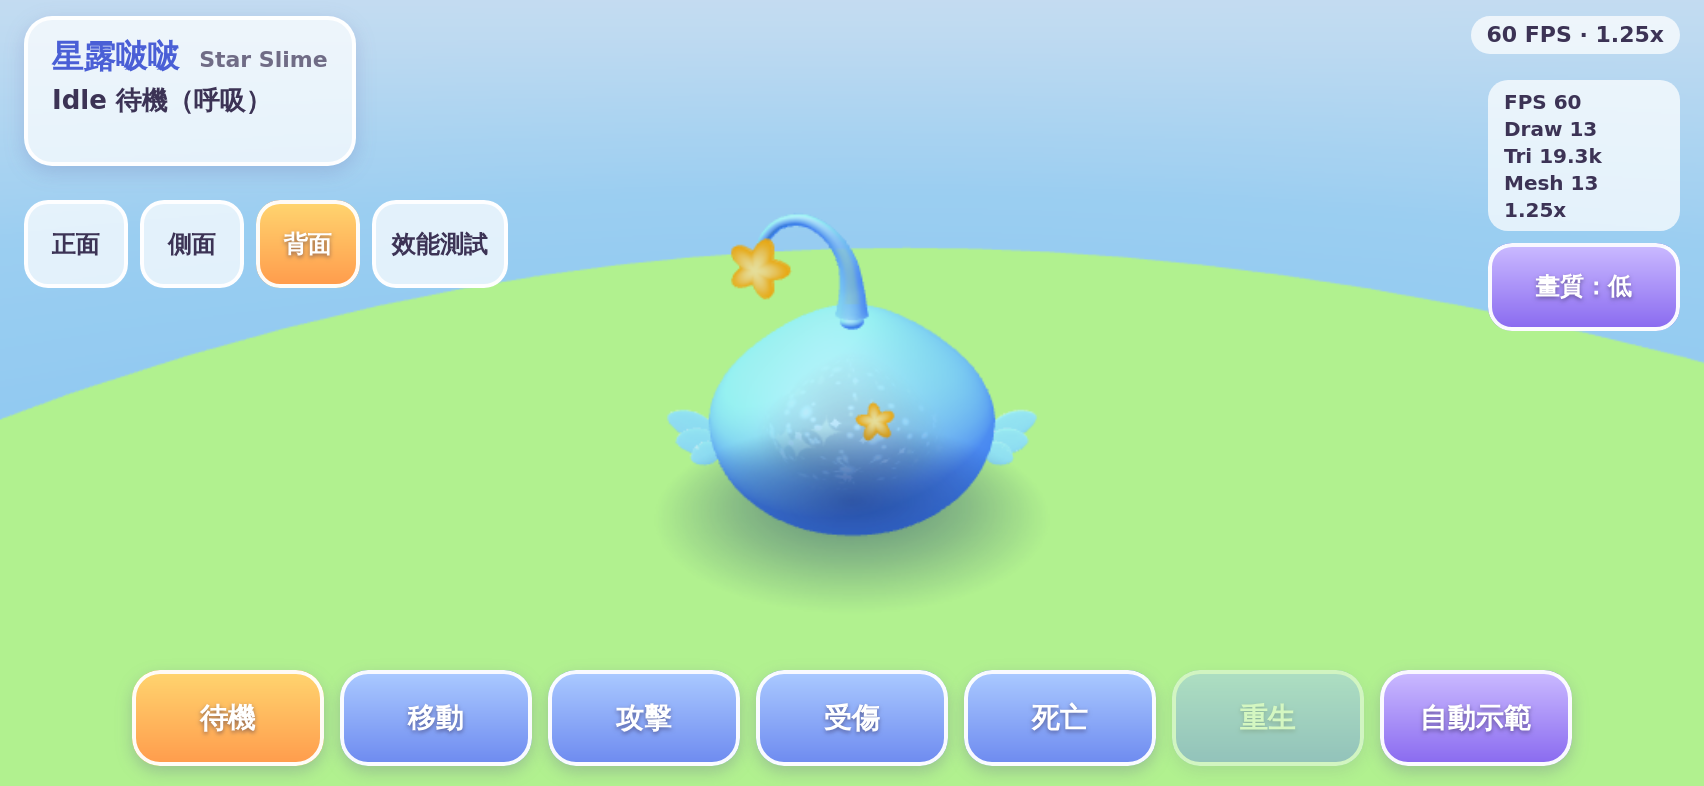 星露啵啵 Star Slime
Idle 待機（呼吸）
60 FPS · 1.25x
FPS 60
Draw 13
Tri 19.3k
Mesh 13
1.25x
正面 側面 背面 效能測試
畫質：低
待機 移動 攻擊 受傷 死亡 重生 自動示範